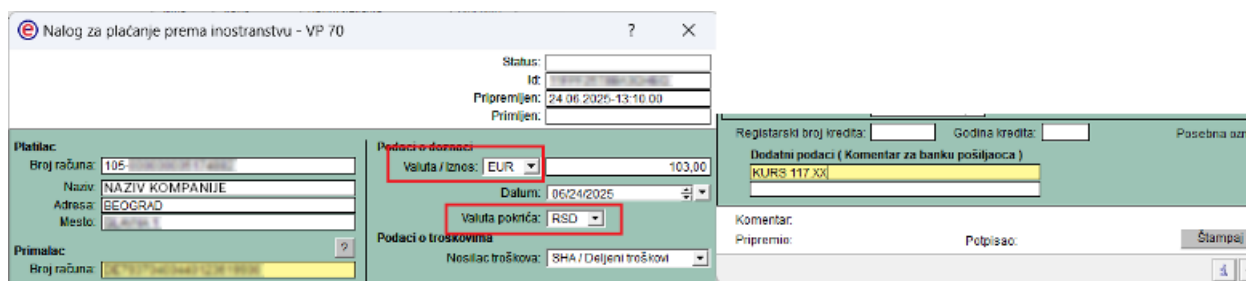 Nalog za plaćanje prema inostranstvu - VP 70
?
Status:
Id:
Pripremljen: 24.06.2025-13:10.00
Primljen:
Platilac
Broj računa: 105-
Naziv: NAZIV KOMPANIJE
Adresa: BEOGRAD
Mesto:
Primalac
?
Broj računa:
Podaci o doznaci
Valuta / Iznos: EUR 103,00
Datum: 06/24/2025
Valuta pokrića: RSD
Podaci o troškovima
Nosilac troškova: SHA / Deljeni troškovi
Registarski broj kredita: Godina kredita: Posebna
Dodatni podaci ( Komentar za banku pošiljaoca )
KURS 117.XX
Komentar:
Pripremio: Potpisao: Štampaj